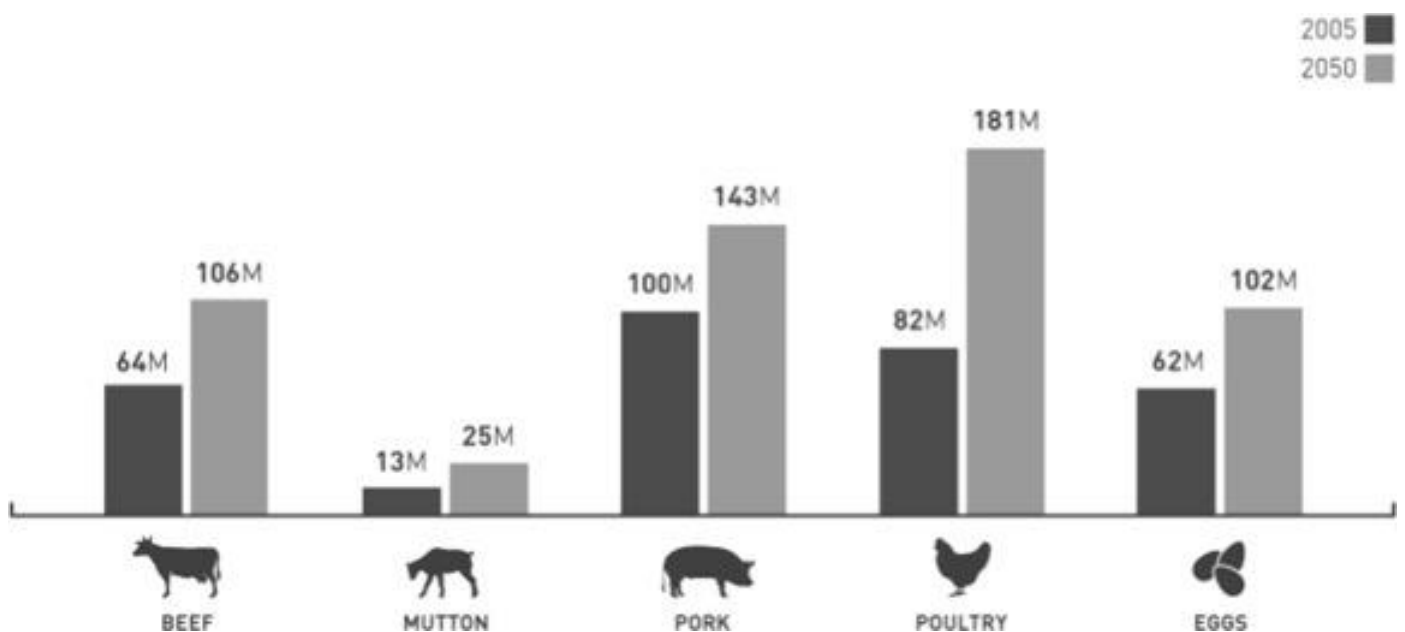 2005
2050
181M
143M
106M
100M
102M
82M
64M
62M
25M
13M
BEEF
MUTTON
PORK
POULTRY
EGGS